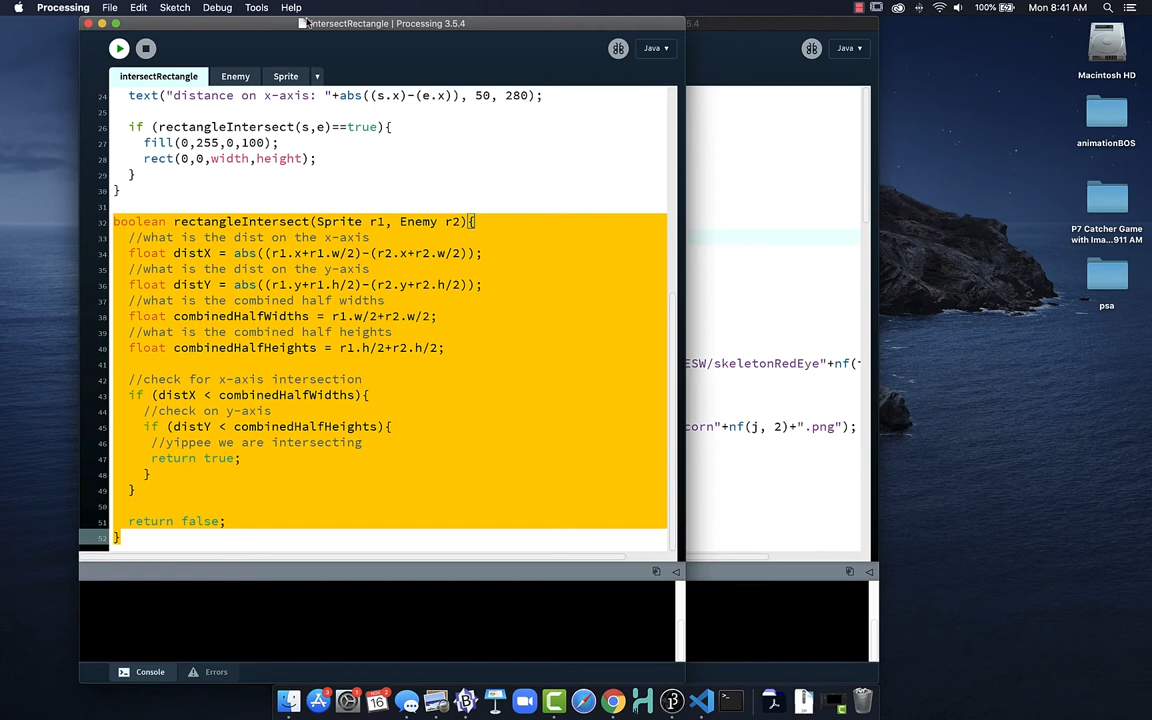 Processing File Edit Sketch Debug Tools Help
100% Mon 8:41 AM
intersectRectangle | Processing 3.5.4
5.4
Java
Java
intersectRectangle Enemy Sprite
24 text("distance on x-axis: "+abs((s.x)-(e.x)), 50, 280);
25
26 if (rectangleIntersect(s,e)==true){
27 fill(0,255,0,100);
28 rect(0,0,width,height);
29 }
30 }
31
32 boolean rectangleIntersect(Sprite r1, Enemy r2){
33 //what is the dist on the x-axis
34 float distX = abs((r1.x+r1.w/2)-(r2.x+r2.w/2));
35 //what is the dist on the y-axis
36 float distY = abs((r1.y+r1.h/2)-(r2.y+r2.h/2));
37 //what is the combined half widths
38 float combinedHalfWidths = r1.w/2+r2.w/2;
39 //what is the combined half heights
40 float combinedHalfHeights = r1.h/2+r2.h/2;
41
42 //check for x-axis intersection
43 if (distX < combinedHalfWidths){
44 //check on y-axis
45 if (distY < combinedHalfHeights){
46 //yippee we are intersecting
47 return true;
48 }
49 }
50
51 return false;
52 }
ESW/skeletonRedEye"+nf(
corn"+nf(j, 2)+".png");
Console Errors
Macintosh HD
animationBOS
P7 Catcher Game
with Ima...911 AM
psa
NOV
16